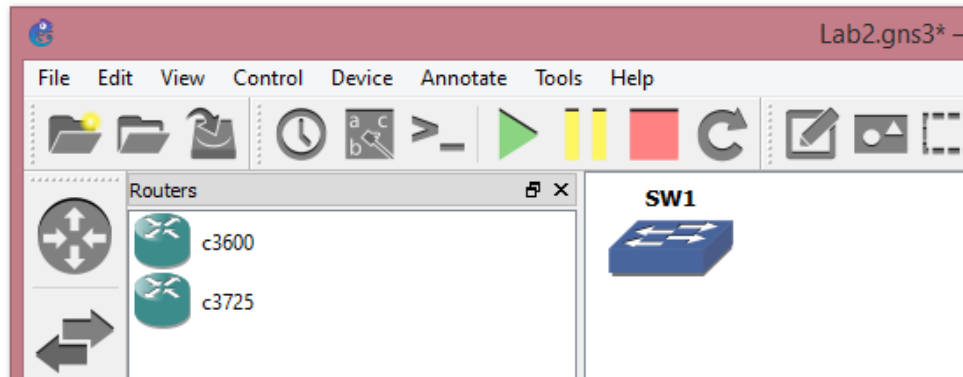 Lab2.gns3* –
File Edit View Control Device Annotate Tools Help
a c
b
>_
Routers
SW1
c3600
c3725